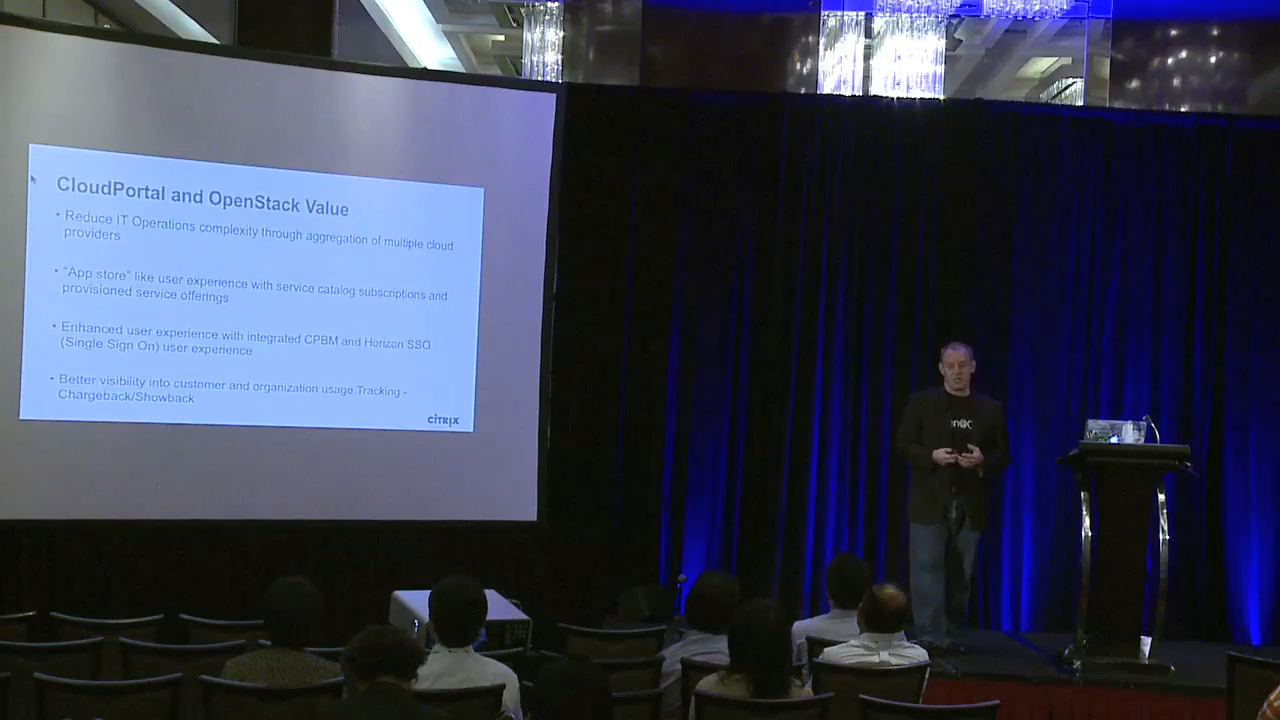 CloudPortal and OpenStack Value
• Reduce IT Operations complexity through aggregation of multiple cloud
providers
• "App store" like user experience with service catalog subscriptions and
provisioned service offerings
• Enhanced user experience with integrated CPBM and Horizon SSO
(Single Sign On) user experience
• Better visibility into customer and organization usage Tracking -
Chargeback/Showback
CITRIX